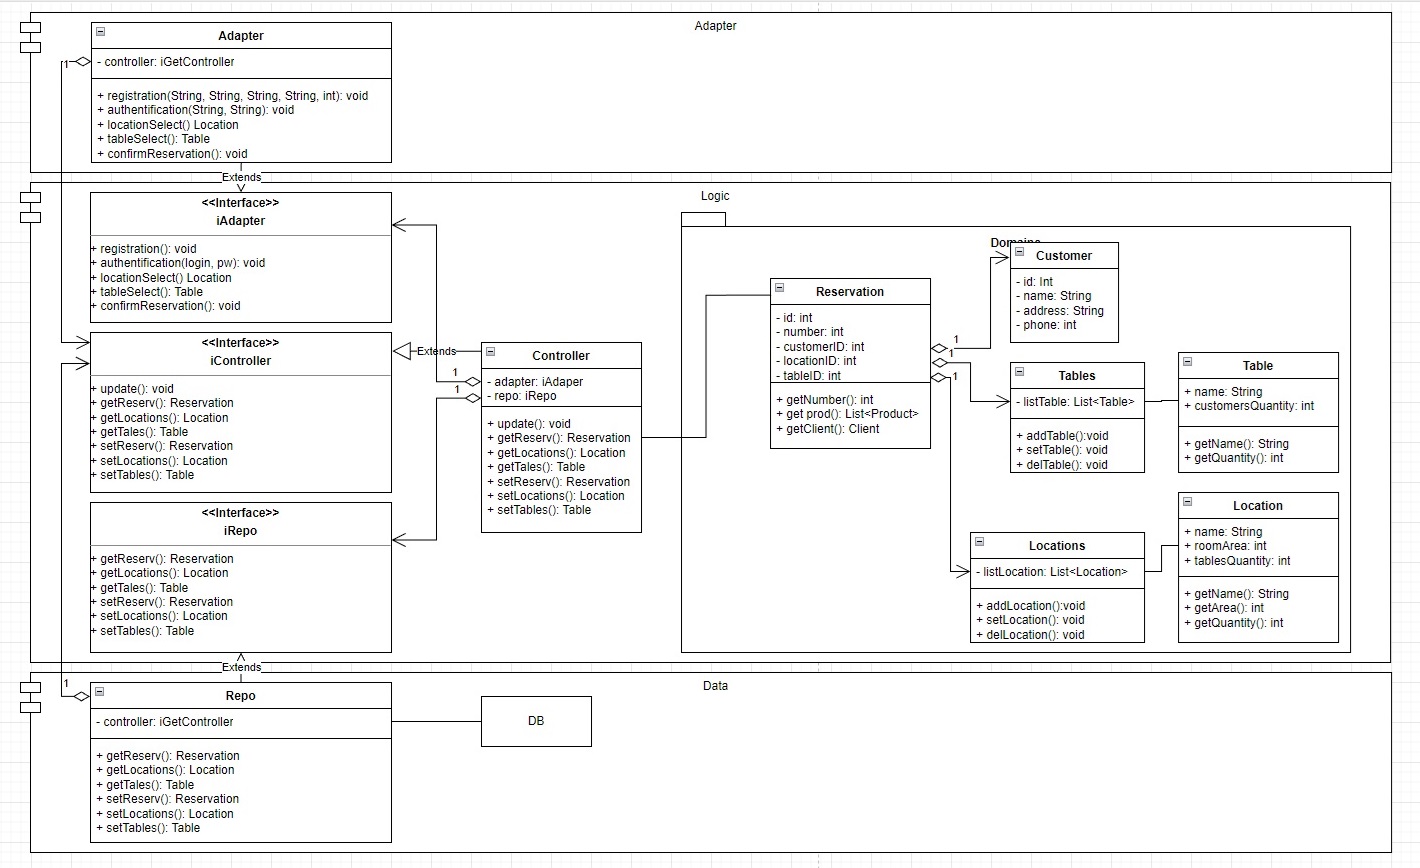 Adapter
Adapter
1
- controller: iGetController
+ registration(String, String, String, String, int): void
+ authentification(String, String): void
+ locationSelect() Location
+ tableSelect(): Table
+ confirmReservation(): void
Extends
Logic
<<Interface>>
iAdapter
+ registration(): void
+ authentification(login, pw): void
+ locationSelect() Location
+ tableSelect(): Table
+ confirmReservation(): void
<<Interface>>
iController
+ update(): void
+ getReserv(): Reservation
+ getLocations(): Location
+ getTales(): Table
+ setReserv(): Reservation
+ setLocations(): Location
+ setTables(): Table
<<Interface>>
iRepo
+ getReserv(): Reservation
+ getLocations(): Location
+ getTales(): Table
+ setReserv(): Reservation
+ setLocations(): Location
+ setTables(): Table
Extends
Extends
1
1
Controller
- adapter: iAdaper
- repo: iRepo
+ update(): void
+ getReserv(): Reservation
+ getLocations(): Location
+ getTales(): Table
+ setReserv(): Reservation
+ setLocations(): Location
+ setTables(): Table
Reservation
- id: int
- number: int
- customerID: int
- locationID: int
- tableID: int
+ getNumber(): int
+ get prod(): List<Product>
+ getClient(): Client
1
1
1
Domains
Customer
- id: Int
- name: String
- address: String
- phone: int
Tables
- listTable: List<Table>
+ addTable():void
+ setTable(): void
+ delTable(): void
Table
+ name: String
+ customersQuantity: int
+ getName(): String
+ getQuantity(): int
Locations
- listLocation: List<Location>
+ addLocation():void
+ setLocation(): void
+ delLocation(): void
Location
+ name: String
+ roomArea: int
+ tablesQuantity: int
+ getName(): String
+ getArea(): int
+ getQuantity(): int
Data
1
Repo
- controller: iGetController
+ getReserv(): Reservation
+ getLocations(): Location
+ getTales(): Table
+ setReserv(): Reservation
+ setLocations(): Location
+ setTables(): Table
DB